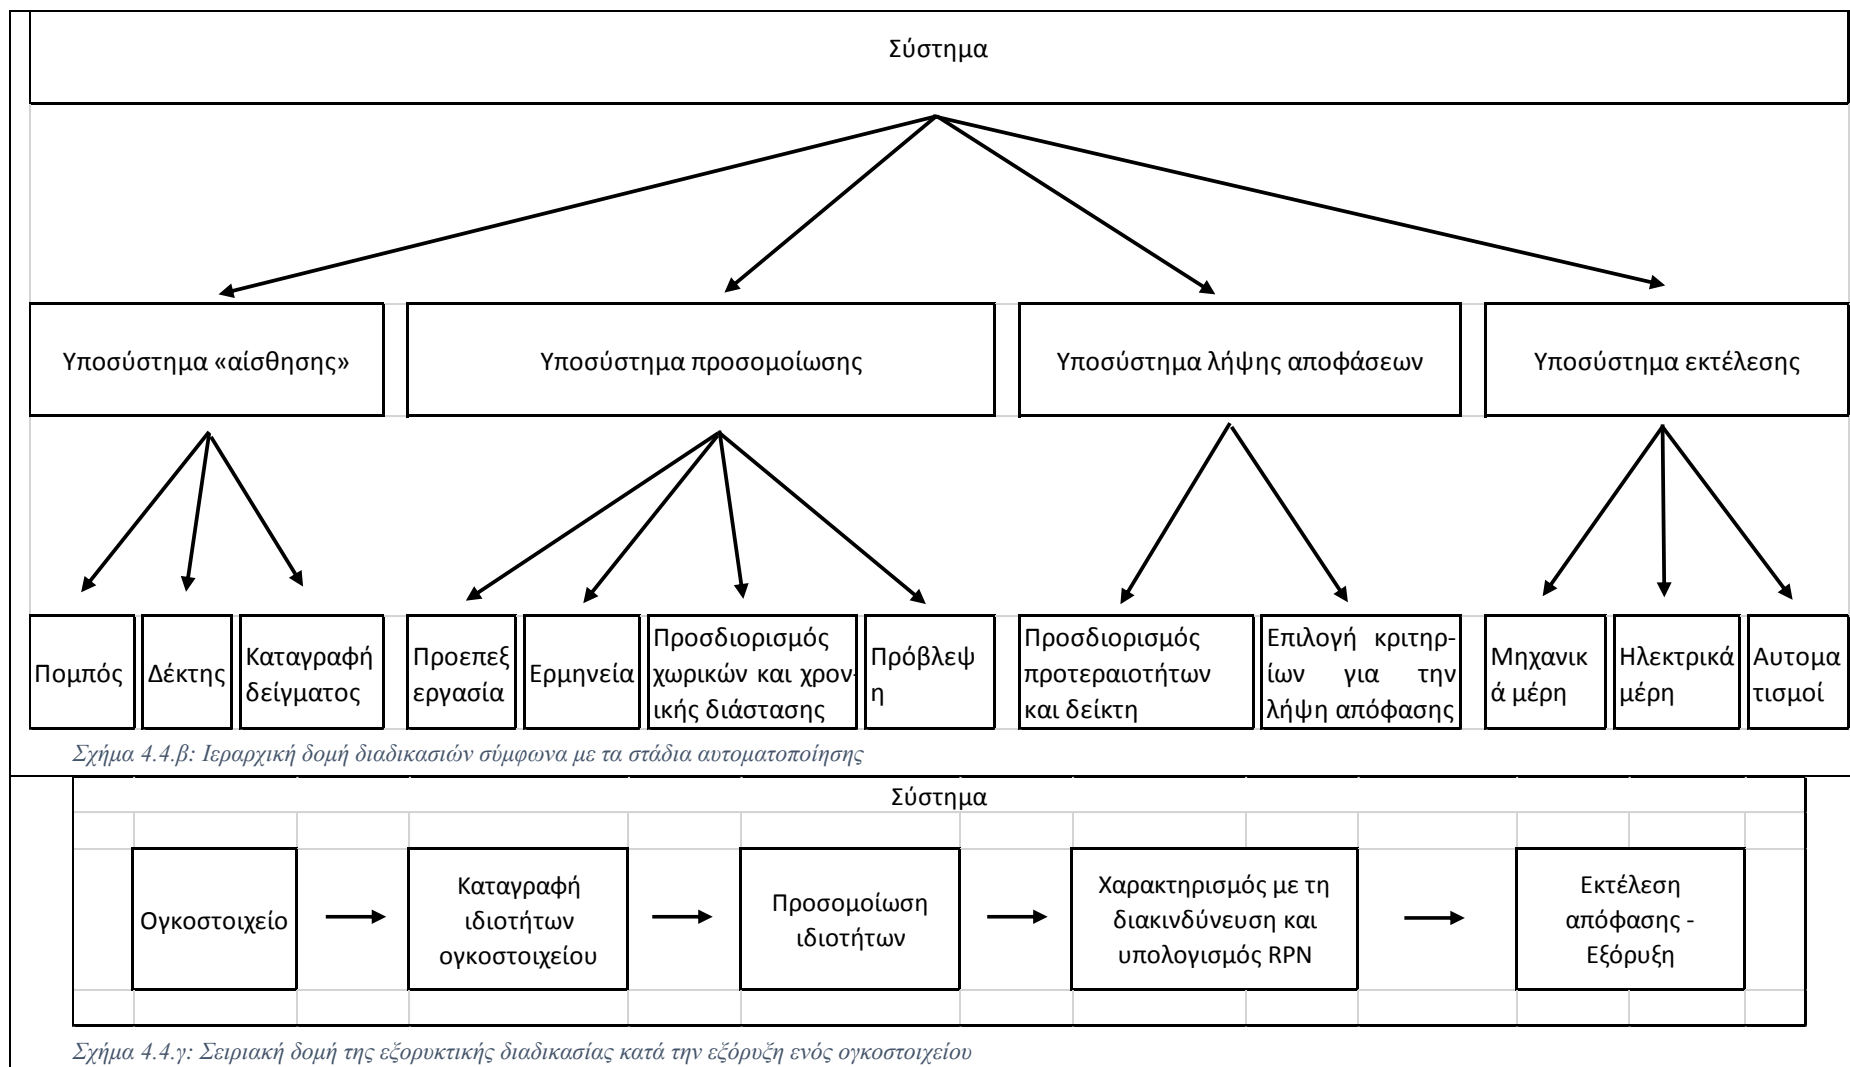 Σύστημα
Υποσύστημα «αίσθησης»
Υποσύστημα προσομοίωσης
Υποσύστημα λήψης αποφάσεων
Υποσύστημα εκτέλεσης
Πομπός
Δέκτης
Καταγραφή
δείγματος
Προεπεξ
εργασία
Ερμηνεία
Προσδιορισμός
χωρικών και χρον-
ικής διάστασης
Πρόβλεψ
η
Προσδιορισμός
προτεραιοτήτων
και δείκτη
Επιλογή κριτηρ-
ίων για την
λήψη απόφασης
Μηχανικ
ά μέρη
Ηλεκτρικά
μέρη
Αυτομα
τισμοί
Σχήμα 4.4.β: Ιεραρχική δομή διαδικασιών σύμφωνα με τα στάδια αυτοματοποίησης
Σύστημα
Ογκοστοιχείο
Καταγραφή
ιδιοτήτων
ογκοστοιχείου
Προσομοίωση
ιδιοτήτων
Χαρακτηρισμός με τη
διακινδύνευση και
υπολογισμός RPN
Εκτέλεση
απόφασης -
Εξόρυξη
Σχήμα 4.4.γ: Σειριακή δομή της εξορυκτικής διαδικασίας κατά την εξόρυξη ενός ογκοστοιχείου